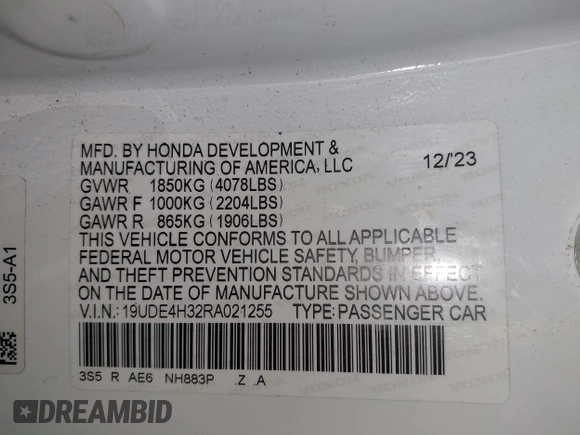 MFD. BY HONDA DEVELOPMENT &
MANUFACTURING OF AMERICA, LLC 12/'23
GVWR 1850KG (4078LBS)
GAWR F 1000KG (2204LBS)
GAWR R 865KG (1906LBS)
THIS VEHICLE CONFORMS TO ALL APPLICABLE
FEDERAL MOTOR VEHICLE SAFETY, BUMPER,
AND THEFT PREVENTION STANDARDS IN EFFECT
ON THE DATE OF MANUFACTURE SHOWN ABOVE.
V.I.N.: 19UDE4H32RA021255 TYPE: PASSENGER CAR
3S5 R AE6 NH883P .Z .A
3S5-A1
DREAMBID